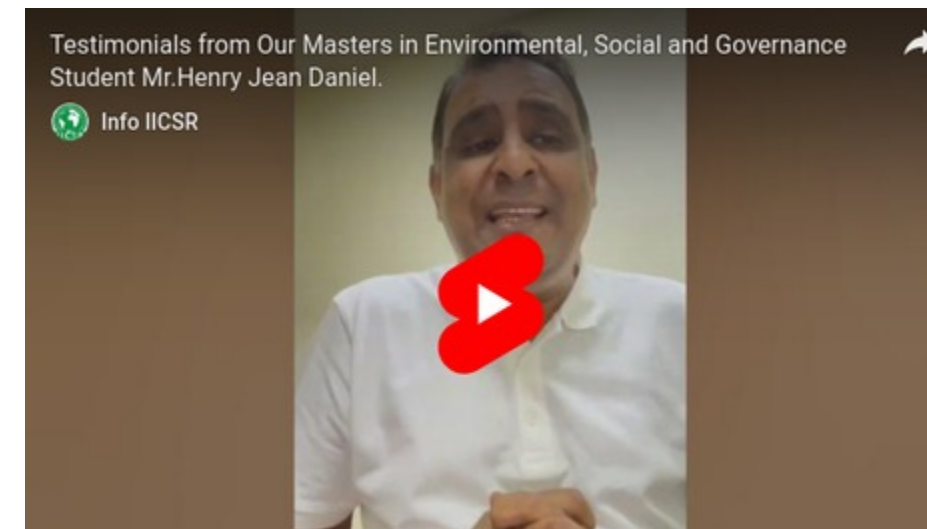 Testimonials from Our Masters in Environmental, Social and Governance
Student Mr.Henry Jean Daniel.
Info IICSR